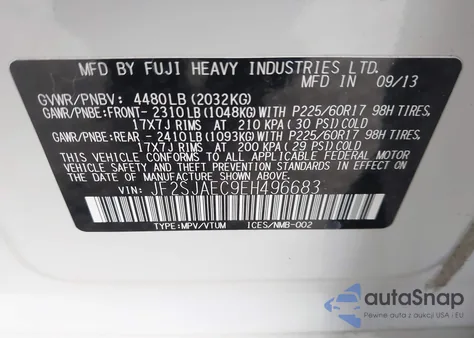 MFD BY FUJI HEAVY INDUSTRIES LTD.
09/13
GVWR/PNBV: 4480LB (2032KG)
GAWR/PNBE:FRONT- 2310LB (1048KG)WITH P225/60R17 98H TIRES,
17X7J RIMS AT 210 KPA (30 PSI)COLD
GAWR/PNBE:REAR - 2410LB (1093KG)WITH P225/60R17 98H TIRES,
17X7J RIMS AT 200 KPA (29 PSI)COLD
THIS VEHICLE CONFORMS TO ALL APPLICABLE FEDERAL MOTOR
VEHICLE SAFETY, BUMPER, AND THEFT PREVENTION STANDARDS
IN EFFECT ON THE DATE OF MANUFACTURE SHOWN ABOVE.
VIN: JF2SJAEC9EH496683
TYPE:MPV/VTUM ICES/NMB-002
autoSnap
З аукціонів USA і EU